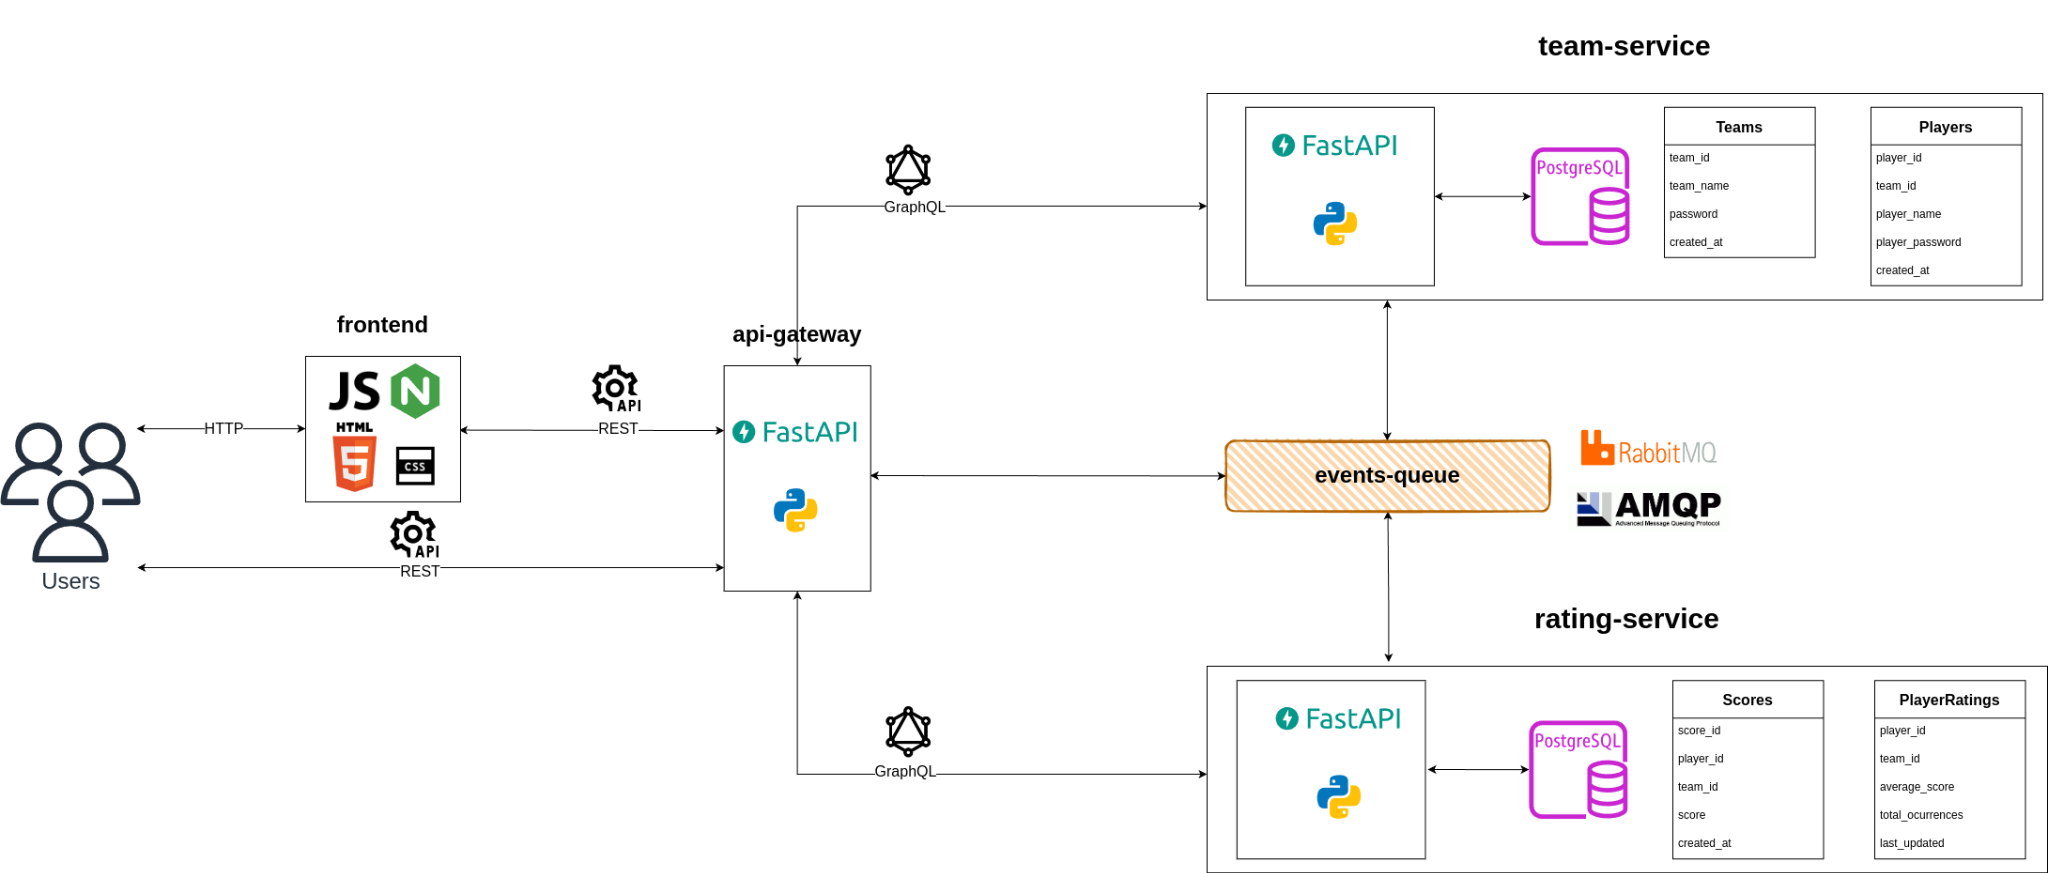 team-service
FastAPI
PostgreSQL
Teams
team_id
team_name
password
created_at
Players
player_id
team_id
player_name
player_password
created_at
GraphQL
frontend
JS
N
HTML
5
CSS
api-gateway
FastAPI
API
REST
HTTP
Users
API
REST
events-queue
RabbitMQ
AMQP
Advanced Message Queuing Protocol
rating-service
FastAPI
PostgreSQL
Scores
score_id
player_id
team_id
score
created_at
PlayerRatings
player_id
team_id
average_score
total_ocurrences
last_updated
GraphQL